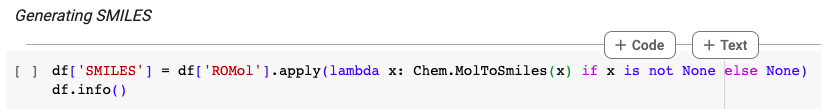 Generating SMILES
+ Code + Text
[ ] df['SMILES'] = df['ROMol'].apply(lambda x: Chem.MolToSmiles(x) if x is not None else None)
df.info()